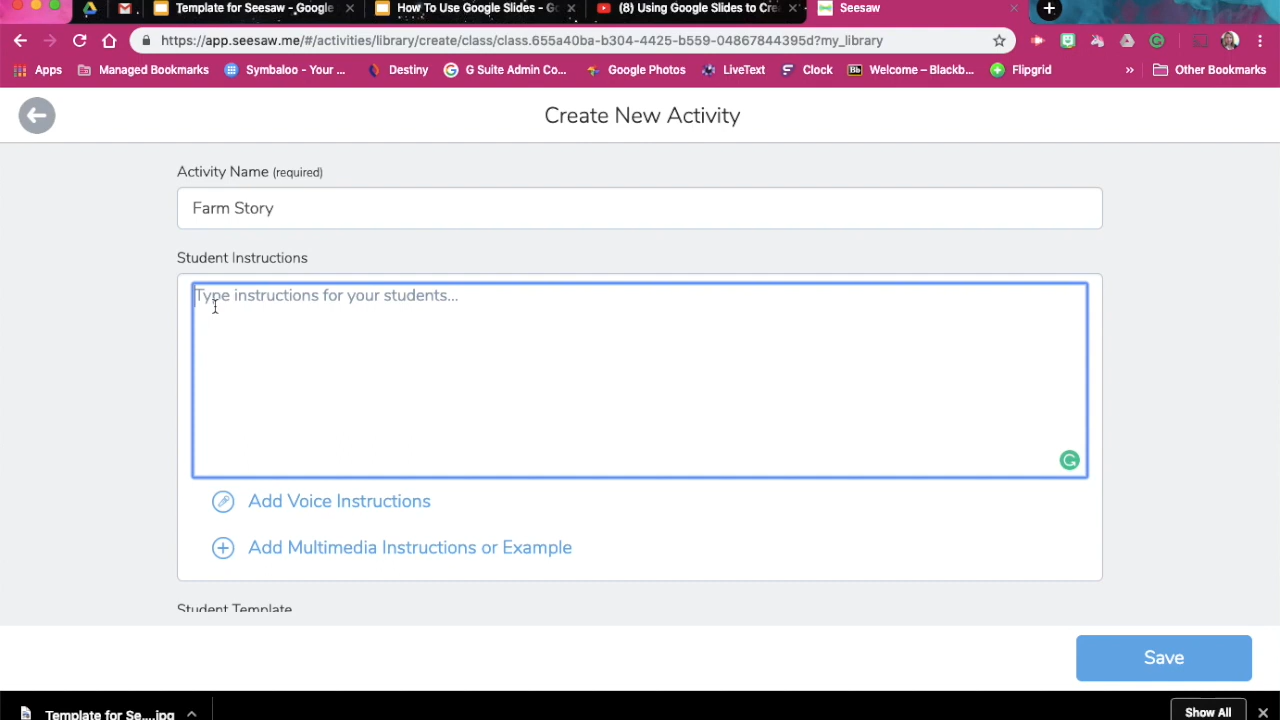 Template for Seesaw - Google
How To Use Google Slides - Go
(8) Using Google Slides to Cre
Seesaw
https://app.seesaw.me/#/activities/library/create/class/class.655a40ba-b304-4425-b559-04867844395d?my_library
Apps
Managed Bookmarks
Symbaloo - Your ...
Destiny
G Suite Admin Co...
Google Photos
LiveText
Clock
Bb Welcome – Blackb...
Flipgrid
»
Other Bookmarks
Create New Activity
Activity Name (required)
Farm Story
Student Instructions
Type instructions for your students...
Add Voice Instructions
Add Multimedia Instructions or Example
Student Template
Save
Template for Se....jpg
Show All